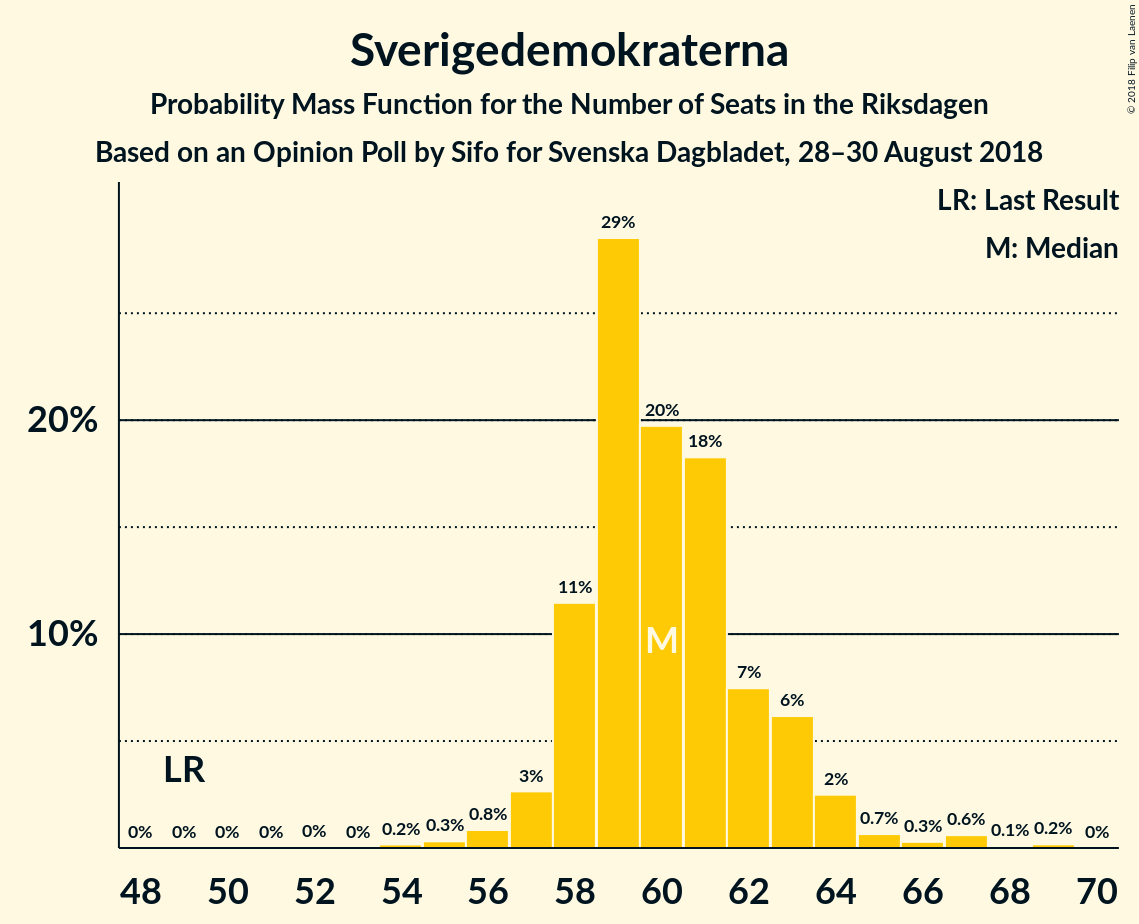 Sverigedemokraterna
Probability Mass Function for the Number of Seats in the Riksdagen
Based on an Opinion Poll by Sifo for Svenska Dagbladet, 28–30 August 2018
© 2018 Filip van Laenen
LR: Last Result
M: Median
29%
20%
20%
18%
11%
10%
M
7%
6%
LR
3%
2%
0%
0%
0%
0%
0%
0%
0.2%
0.3%
0.8%
0.7%
0.3%
0.6%
0.1%
0.2%
0%
48 50 52 54 56 58 60 62 64 66 68 70